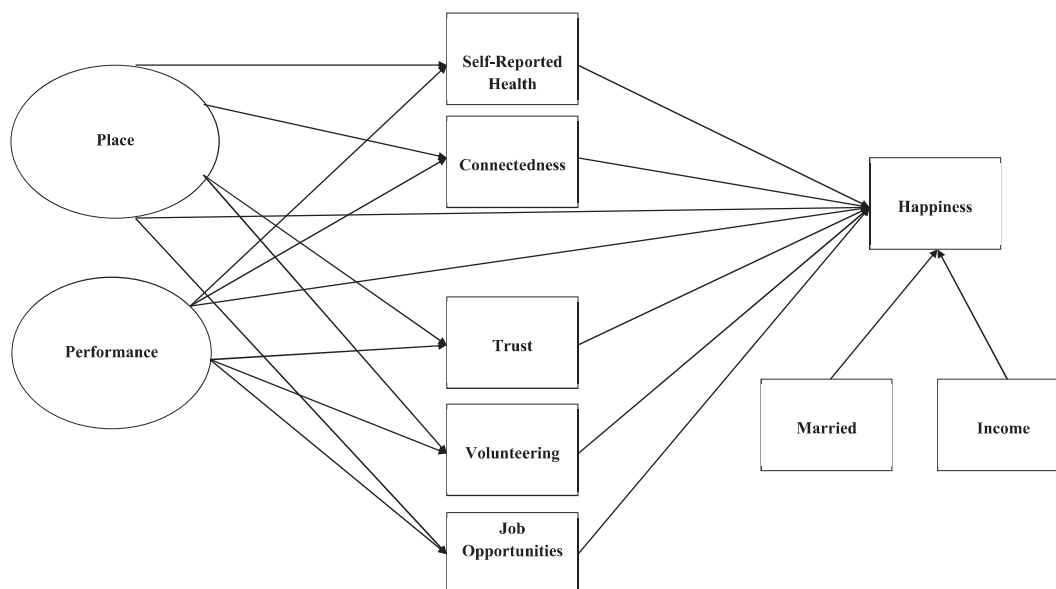 Self-Reported
Health
Place
Connectedness
Happiness
Performance
Trust
Married
Income
Volunteering
Job
Opportunities